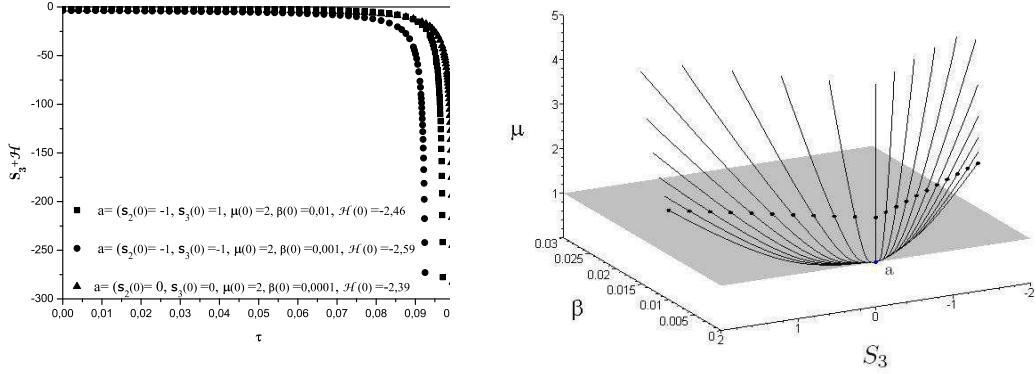 0
-50
-100
-150
-200
-250
-300
S₃+ℋ
■ a= (s₂(0)= -1, s₃(0) =1, μ(0) =2, β(0) =0,01, ℋ(0) =-2,46
● a= (s₂(0)= -1, s₃(0) =-1, μ(0) =2, β(0) =0,001, ℋ(0) =-2,59
▲ a= (s₂(0)= 0, s₃(0) =0, μ(0) =2, β(0) =0,0001, ℋ(0) =-2,39
0,00 0,01 0,02 0,03 0,04 0,05 0,06 0,07 0,08 0,09 0
τ
5
4
3
2
1
μ
0.03
0.025
0.02
0.015
0.01
0.005
0
β
a
2 1 0 -1 -2
S₃